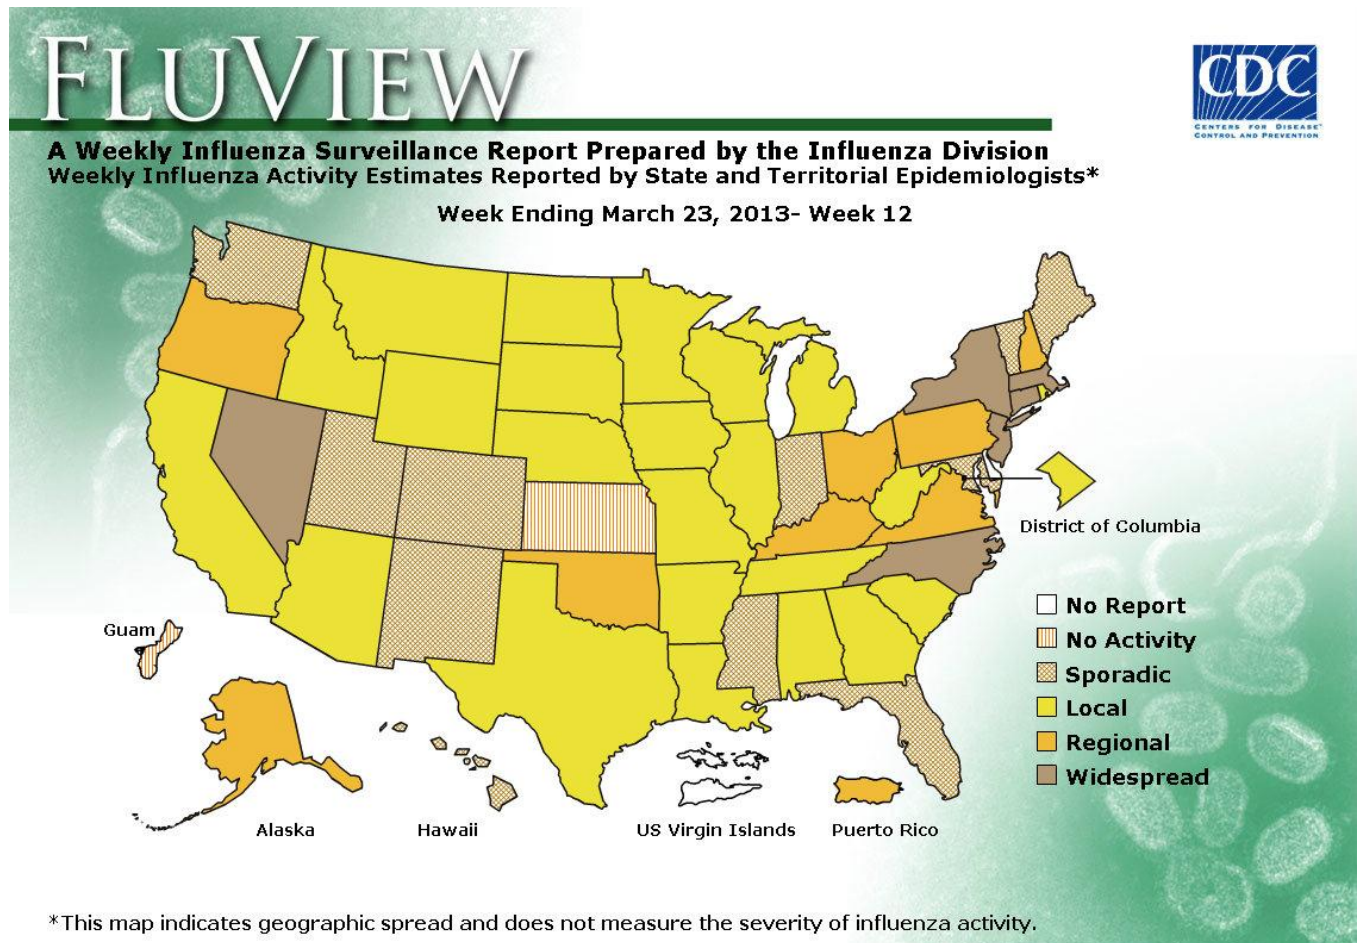 FLUVIEW
CDC
CENTERS FOR DISEASE™
CONTROL AND PREVENTION
A Weekly Influenza Surveillance Report Prepared by the Influenza Division
Weekly Influenza Activity Estimates Reported by State and Territorial Epidemiologists*
Week Ending March 23, 2013- Week 12
District of Columbia
Guam
No Report
No Activity
Sporadic
Local
Regional
Widespread
Alaska
Hawaii
US Virgin Islands
Puerto Rico
*This map indicates geographic spread and does not measure the severity of influenza activity.